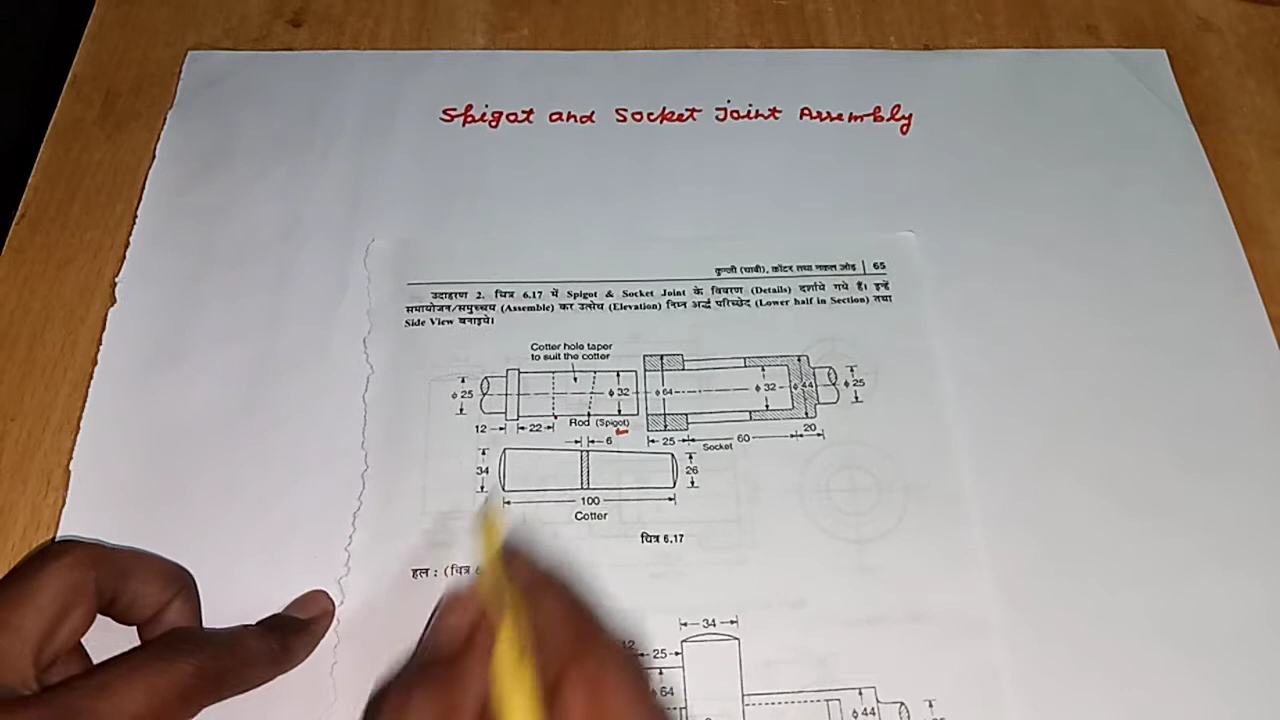 Spigot and Socket Joint Assembly
कुन्जी (चाबी), कॉटर तथा नकल जोड़ | 65
उदाहरण 2. चित्र 6.17 में Spigot & Socket Joint के विवरण (Details) दर्शाये गये हैं। इन्हें
समायोजन/समुच्चय (Assemble) कर उत्सेध (Elevation) निम्न अर्द्ध परिच्छेद (Lower half in Section) तथा
Side View बनाइये।
Cotter hole taper
to suit the cotter
ϕ 25
ϕ 32
ϕ 64
ϕ 32
ϕ 44
ϕ 25
12
22
Rod (Spigot)
25
Socket
60
20
6
34
26
100
Cotter
चित्र 6.17
हल : (चित्र
34
12
25
ϕ 64
ϕ 44